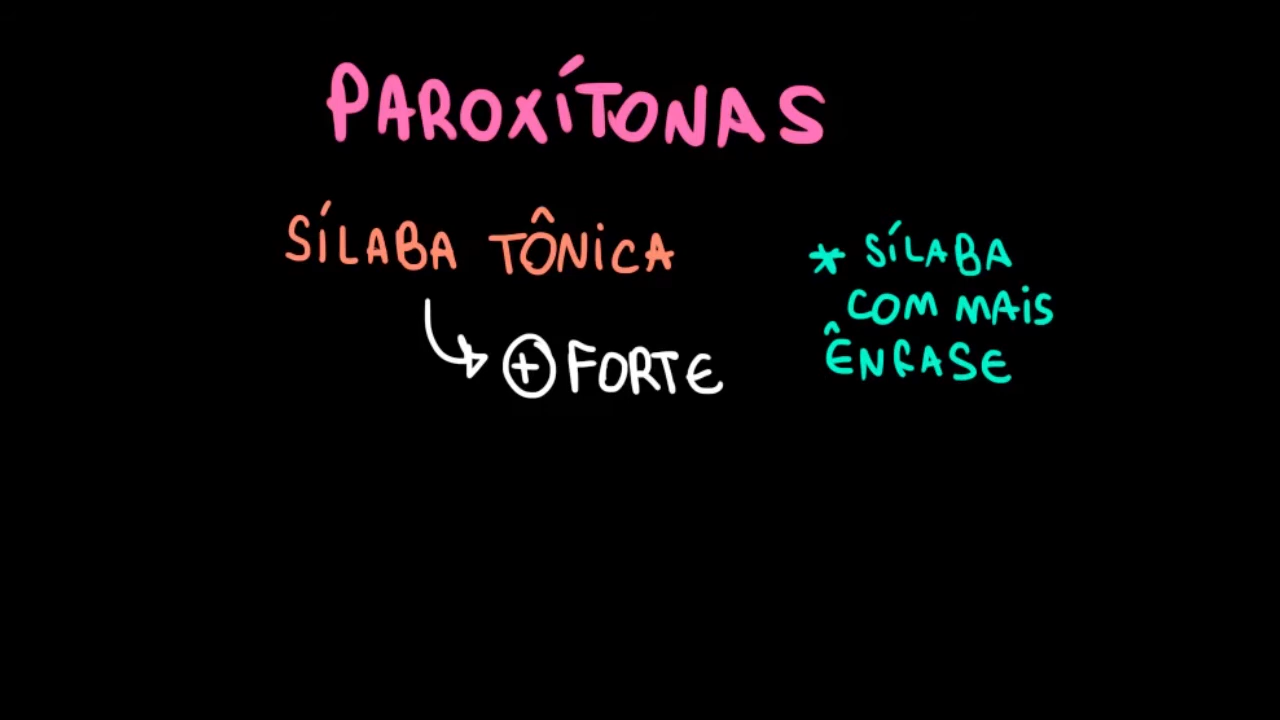 PAROXÍTONAS
SÍLABA TÔNICA
+ FORTE
* SÍLABA
COM MAIS
ÊNFASE